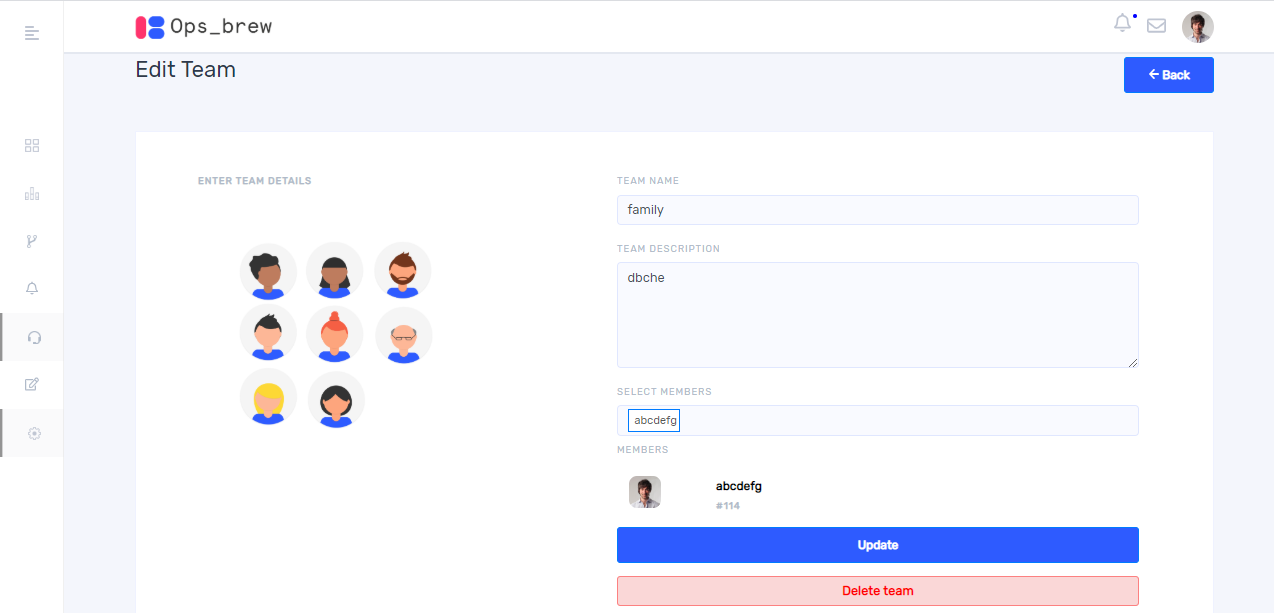 Ops_brew
Edit Team
Back
ENTER TEAM DETAILS
TEAM NAME
family
TEAM DESCRIPTION
dbche
SELECT MEMBERS
abcdefg
MEMBERS
abcdefg
#114
Update
Delete team